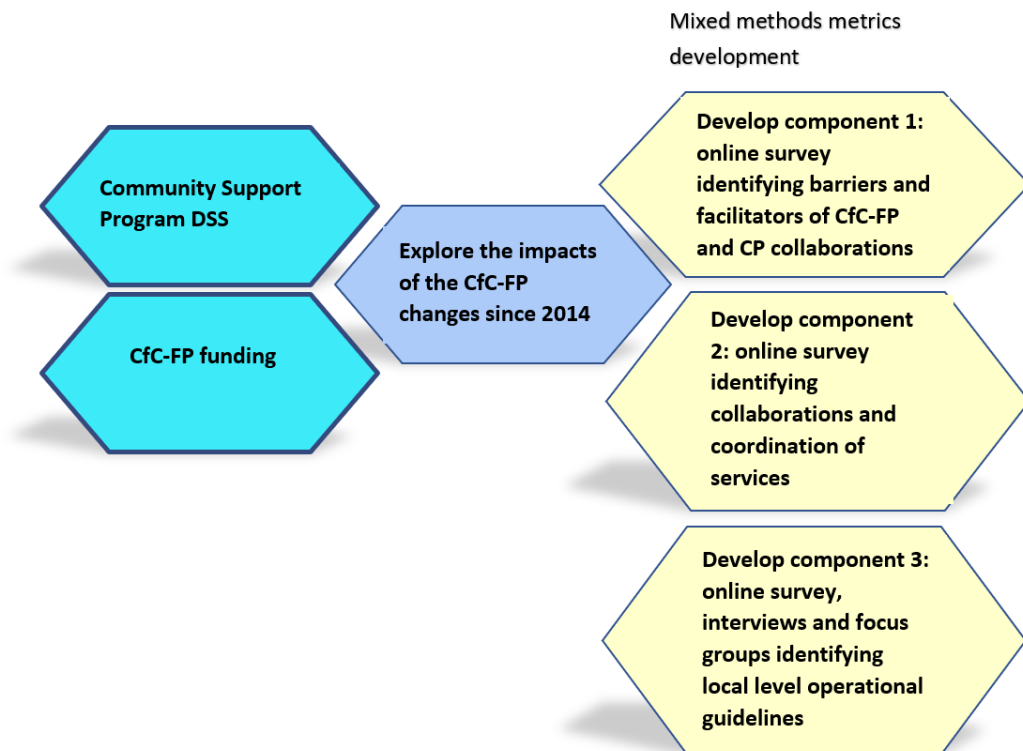 Mixed methods metrics
development
Community Support
Program DSS
CfC-FP funding
Explore the impacts
of the CfC-FP
changes since 2014
Develop component 1:
online survey
identifying barriers and
facilitators of CfC-FP
and CP collaborations
Develop component
2: online survey
identifying
collaborations and
coordination of
services
Develop component 3:
online survey,
interviews and focus
groups identifying
local level operational
guidelines